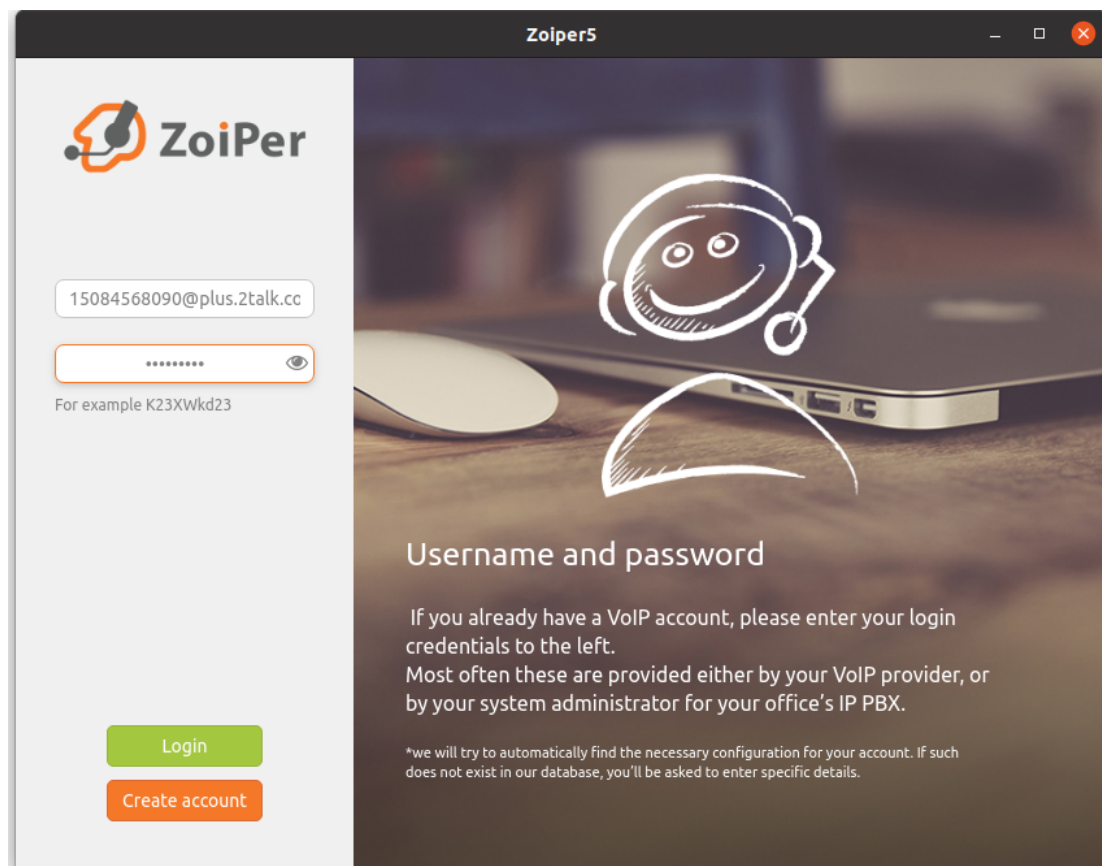 Zoiper5
ZoiPer
15084568090@plus.2talk.co
•••••••••
For example K23XWkd23
Login
Create account
Username and password
If you already have a VoIP account, please enter your login
credentials to the left.
Most often these are provided either by your VoIP provider, or
by your system administrator for your office's IP PBX.
*we will try to automatically find the necessary configuration for your account. If such
does not exist in our database, you'll be asked to enter specific details.